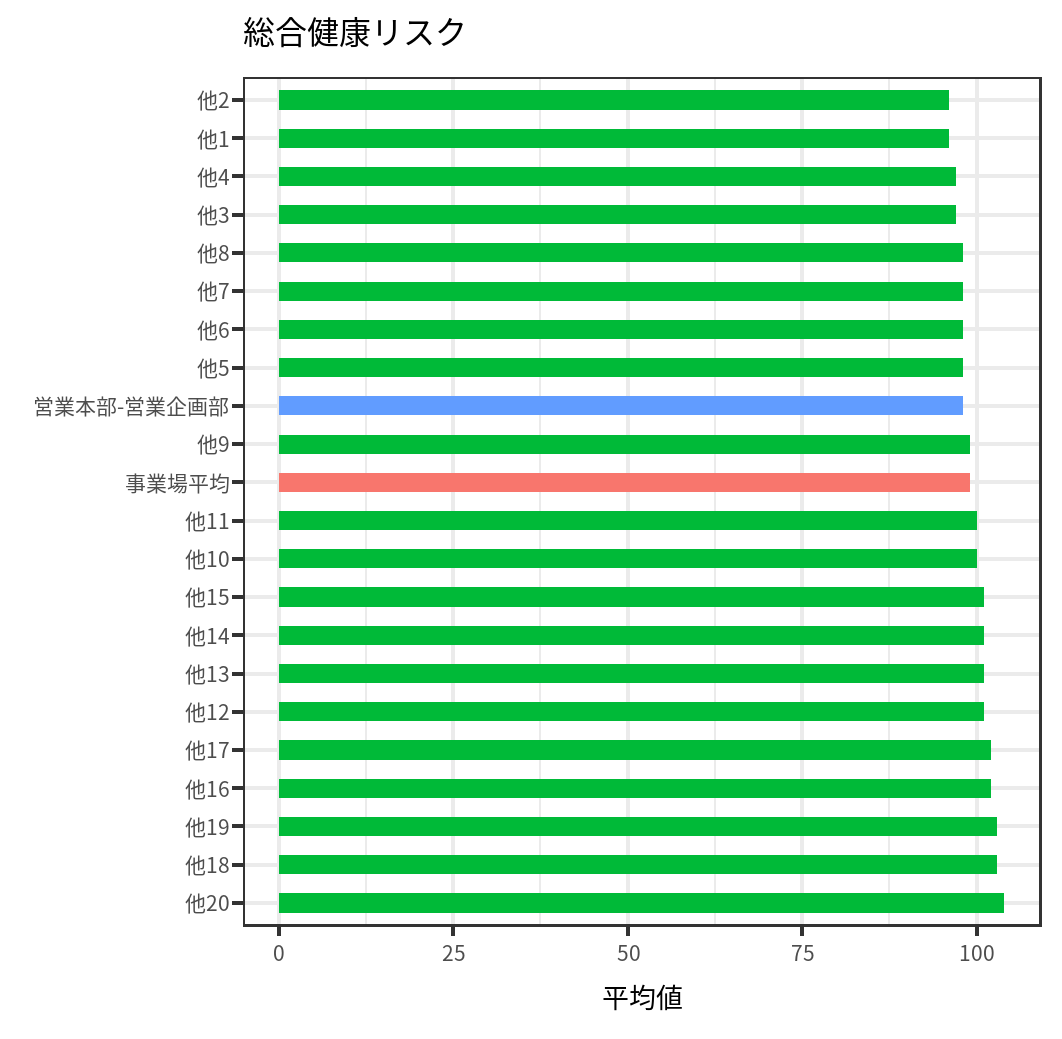 総合健康リスク
他2
他1
他4
他3
他8
他7
他6
他5
営業本部-営業企画部
他9
事業場平均
他11
他10
他15
他14
他13
他12
他17
他16
他19
他18
他20
0 25 50 75 100
平均値